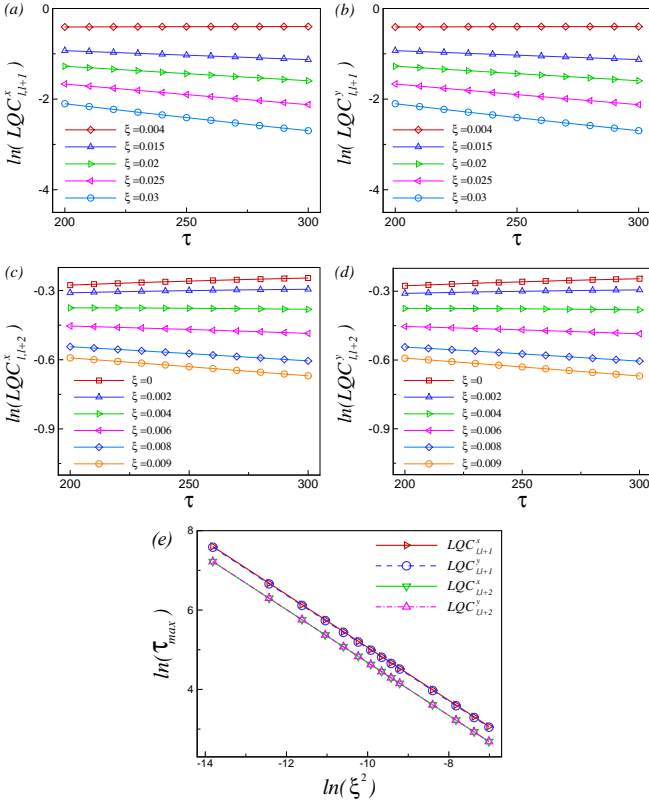 (a)
ln( LQC^x_{l,l+1} )
0
-2
-4
ξ=0.004
ξ=0.015
ξ=0.02
ξ=0.025
ξ=0.03
200
250
300
τ
(b)
ln( LQC^y_{l,l+1} )
0
-2
-4
ξ=0.004
ξ=0.015
ξ=0.02
ξ=0.025
ξ=0.03
200
250
300
τ
(c)
ln(LQC^x_{l,l+2})
-0.3
-0.6
-0.9
ξ=0
ξ=0.002
ξ=0.004
ξ=0.006
ξ=0.008
ξ=0.009
200
250
300
τ
(d)
ln(LQC^y_{l,l+2})
-0.3
-0.6
-0.9
ξ=0
ξ=0.002
ξ=0.004
ξ=0.006
ξ=0.008
ξ=0.009
200
250
300
τ
(e)
ln(τ_max)
8
6
4
LQC^x_{l,l+1}
LQC^y_{l,l+1}
LQC^x_{l,l+2}
LQC^y_{l,l+2}
-14
-12
-10
-8
ln(ξ^2)